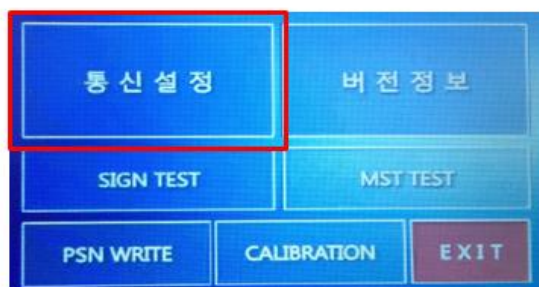 통신설정 버전정보
SIGN TEST MST TEST
PSN WRITE CALIBRATION EXIT